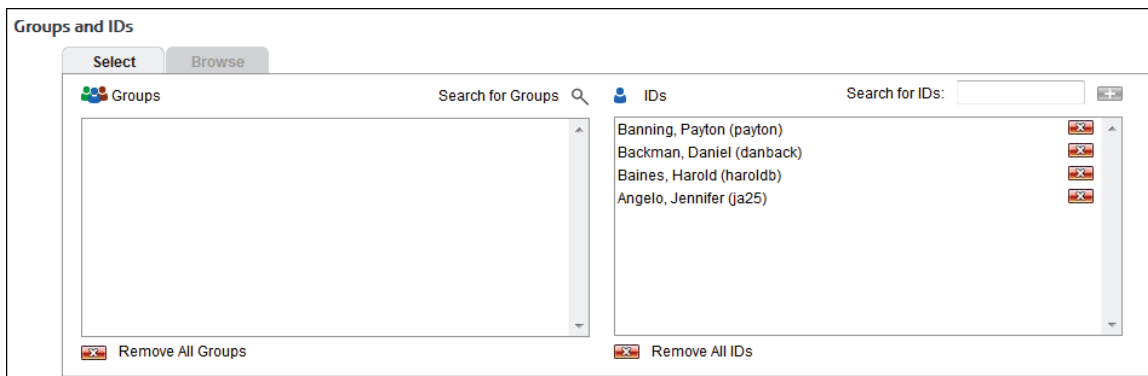 Groups and IDs
Select Browse
Groups Search for Groups IDs Search for IDs:
Banning, Payton (payton)
Backman, Daniel (danback)
Baines, Harold (haroldb)
Angelo, Jennifer (ja25)
Remove All Groups Remove All IDs